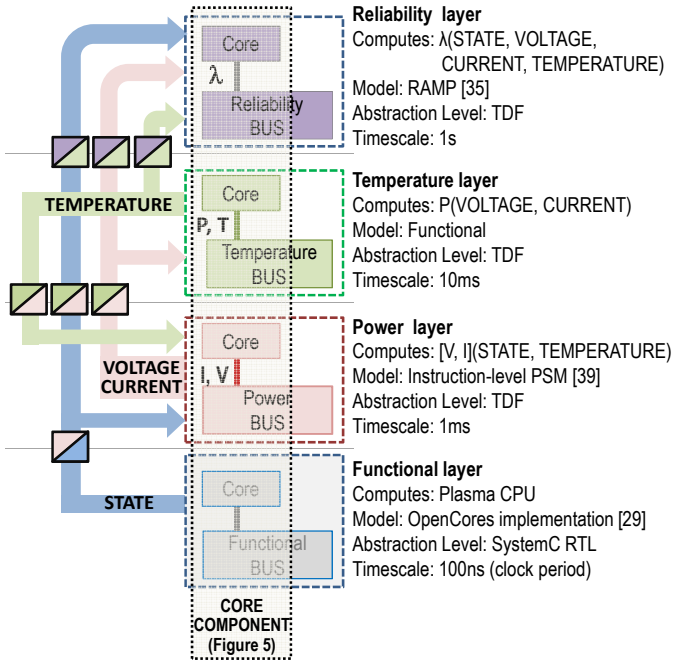 Reliability layer
Computes: λ(STATE, VOLTAGE,
CURRENT, TEMPERATURE)
Model: RAMP [35]
Abstraction Level: TDF
Timescale: 1s
Core
λ
Reliability
BUS
TEMPERATURE
Temperature layer
Computes: P(VOLTAGE, CURRENT)
Model: Functional
Abstraction Level: TDF
Timescale: 10ms
Core
P, T
Temperature
BUS
Power layer
Computes: [V, I](STATE, TEMPERATURE)
Model: Instruction-level PSM [39]
Abstraction Level: TDF
Timescale: 1ms
Core
I, V
Power
BUS
VOLTAGE
CURRENT
Functional layer
Computes: Plasma CPU
Model: OpenCores implementation [29]
Abstraction Level: SystemC RTL
Timescale: 100ns (clock period)
Core
Functional
BUS
STATE
CORE
COMPONENT
(Figure 5)